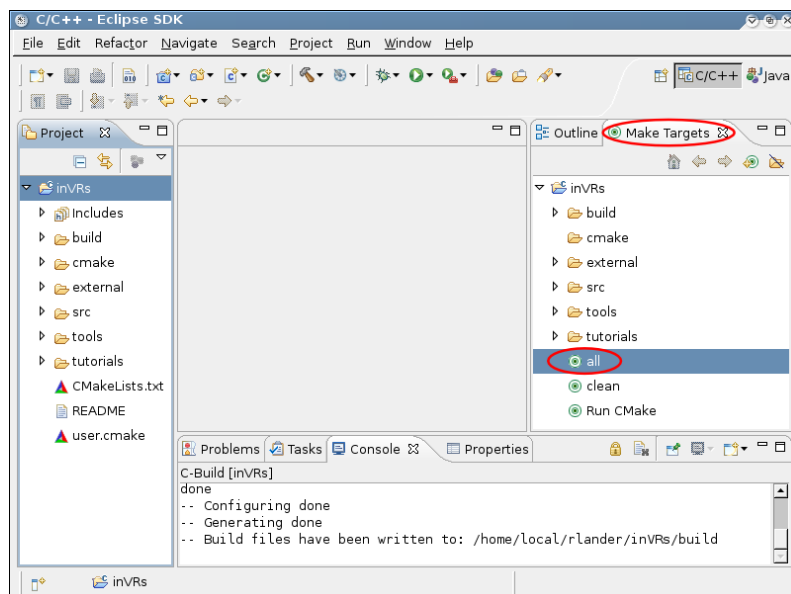 C/C++ - Eclipse SDK
File Edit Refactor Navigate Search Project Run Window Help
010
C/C++ Java
Project
Outline Make Targets
inVRs
Includes
build
cmake
external
src
tools
tutorials
CMakeLists.txt
README
user.cmake
inVRs
build
cmake
external
src
tools
tutorials
all
clean
Run CMake
Problems Tasks Console Properties
C-Build [inVRs]
done
-- Configuring done
-- Generating done
-- Build files have been written to: /home/local/rlander/inVRs/build
inVRs